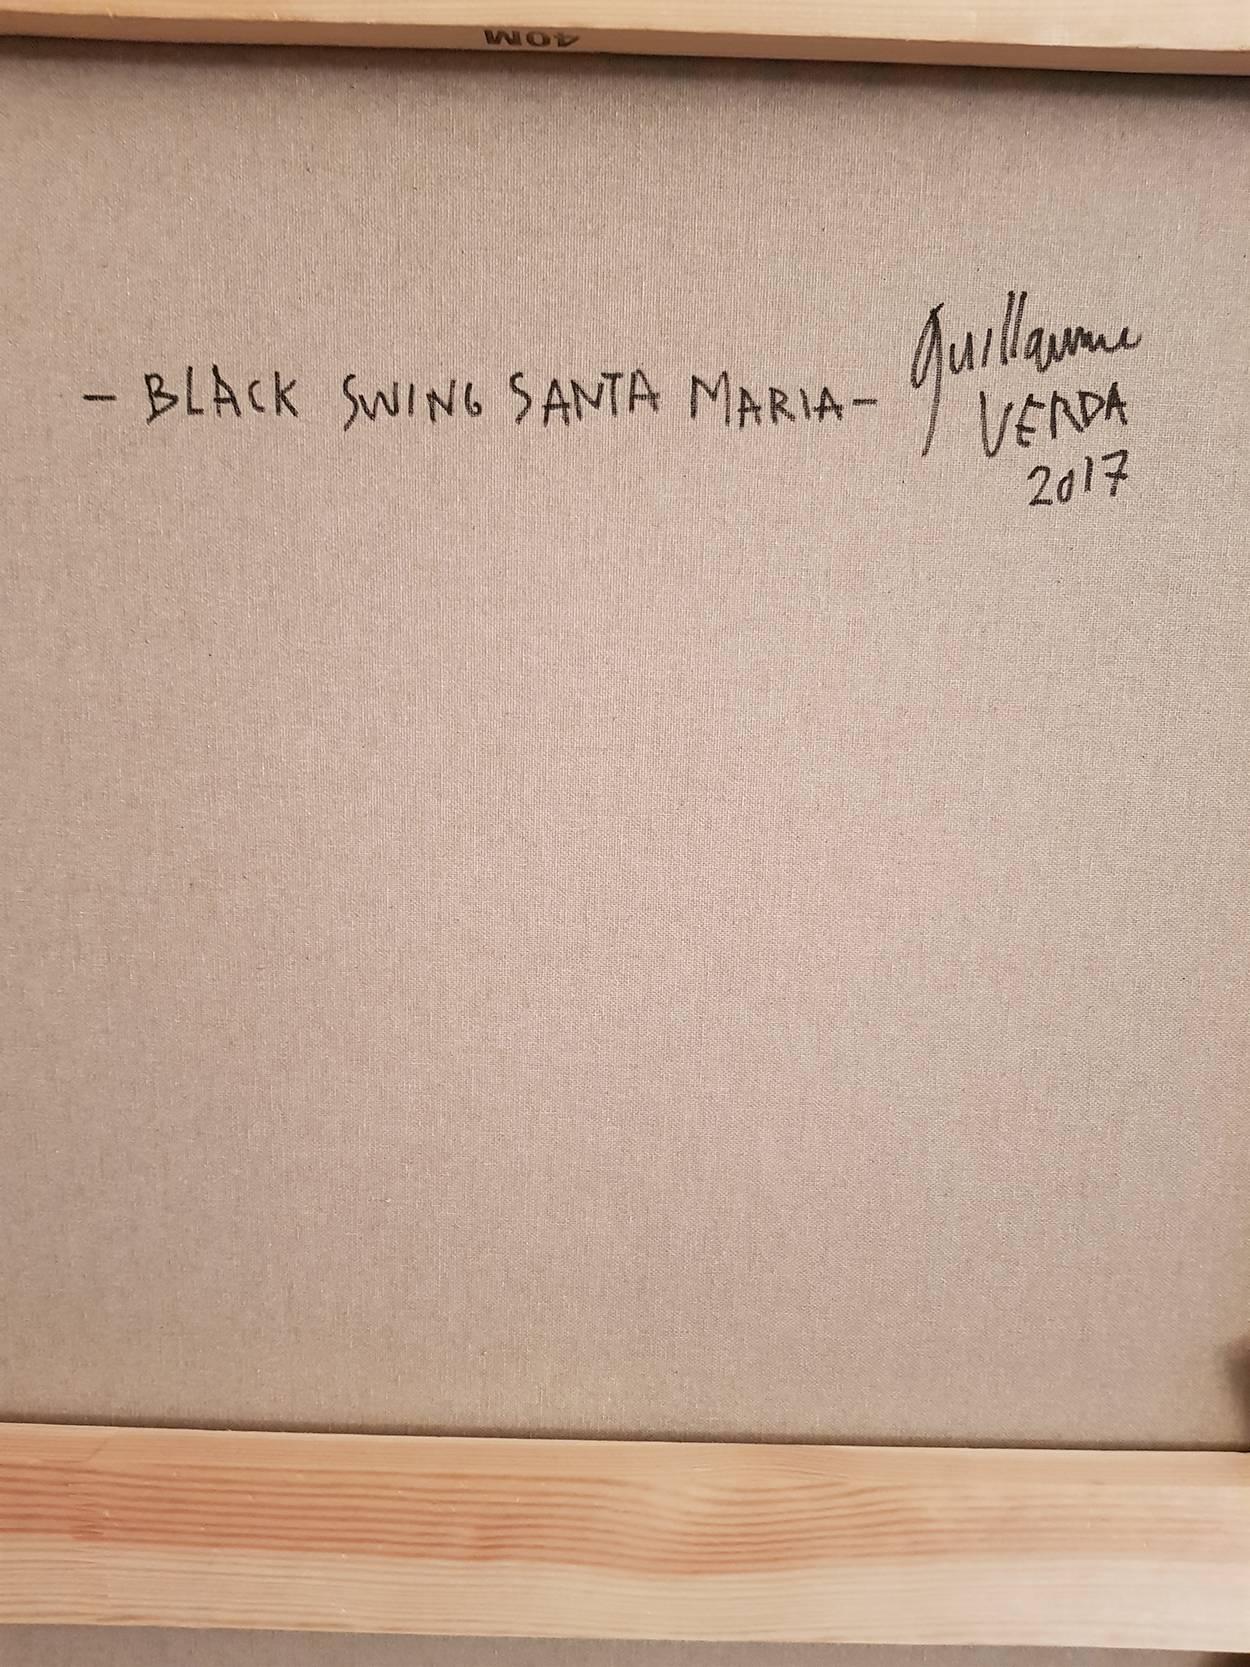 40M
- BLACK SWING SANTA MARIA -
Guillaume
VERDA
2017